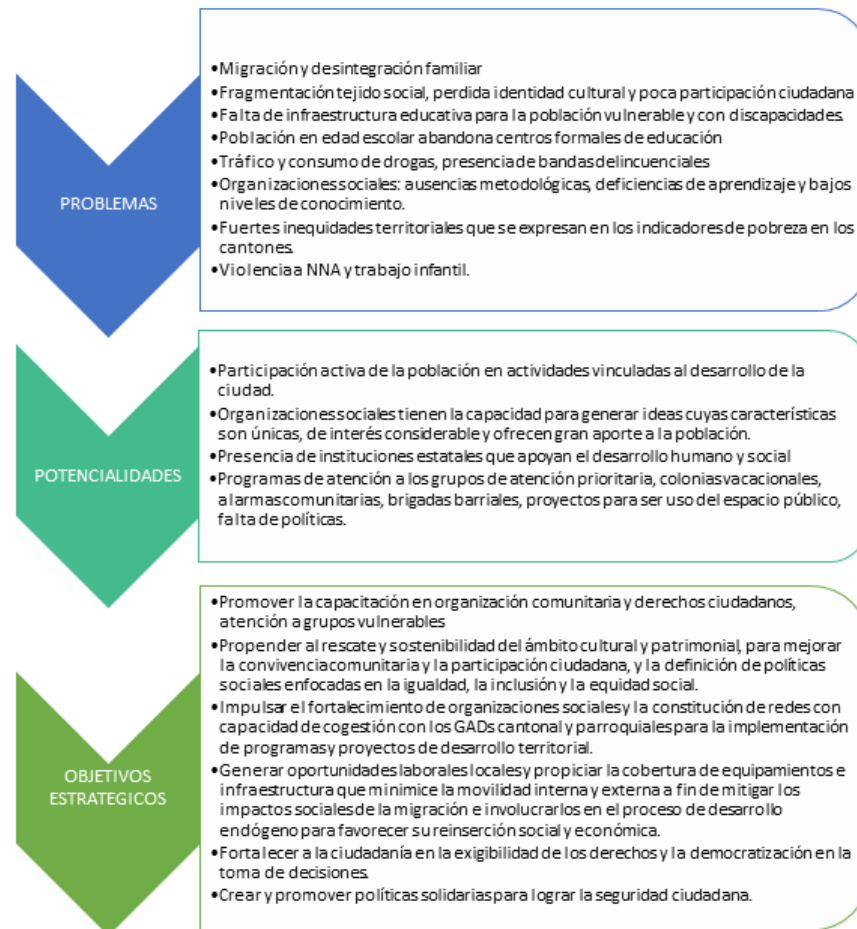 PROBLEMAS
•Migración y desintegración familiar
•Fragmentación tejido social, perdida identidad cultural y poca participación ciudadana
•Falta de infraestructura educativa para la población vulnerable y con discapacidades.
•Población en edad escolar abandona centros formales de educación
•Tráfico y consumo de drogas, presencia de bandas delincuenciales
•Organizaciones sociales: ausencias metodológicas, deficiencias de aprendizaje y bajos
niveles de conocimiento.
•Fuertes inequidades territoriales que se expresan en los indicadores de pobreza en los
cantones.
•Violencia a NNA y trabajo infantil.
POTENCIALIDADES
•Participación activa de la población en actividades vinculadas al desarrollo de la
ciudad.
•Organizaciones sociales tienen la capacidad para generar ideas cuyas características
son únicas, de interés considerable y ofrecen gran aporte a la población.
•Presencia de instituciones estatales que apoyan el desarrollo humano y social
•Programas de atención a los grupos de atención prioritaria, colonias vacacionales,
alarmas comunitarias, brigadas barriales, proyectos para ser uso del espacio público,
falta de políticas.
OBJETIVOS
ESTRATEGICOS
•Promover la capacitación en organización comunitaria y derechos ciudadanos,
atención a grupos vulnerables
•Propender al rescate y sostenibilidad del ámbito cultural y patrimonial, para mejorar
la convivencia comunitaria y la participación ciudadana, y la definición de políticas
sociales enfocadas en la igualdad, la inclusión y la equidad social.
•Impulsar el fortalecimiento de organizaciones sociales y la constitución de redes con
capacidad de cogestión con los GADs cantonal y parroquiales para la implementación
de programas y proyectos de desarrollo territorial.
•Generar oportunidades laborales locales y propiciar la cobertura de equipamientos e
infraestructura que minimice la movilidad interna y externa a fin de mitigar los
impactos sociales de la migración e involucrarlos en el proceso de desarrollo
endógeno para favorecer su reinserción social y económica.
•Fortalecer a la ciudadanía en la exigibilidad de los derechos y la democratización en la
toma de decisiones.
•Crear y promover políticas solidarias para lograr la seguridad ciudadana.